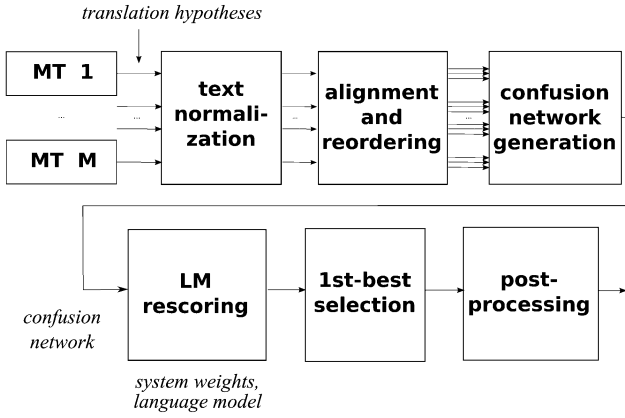 translation hypotheses
MT 1
...
MT M
...
text
normali-
zation
...
alignment
and
reordering
...
confusion
network
generation
confusion
network
LM
rescoring
system weights,
language model
1st-best
selection
post-
processing